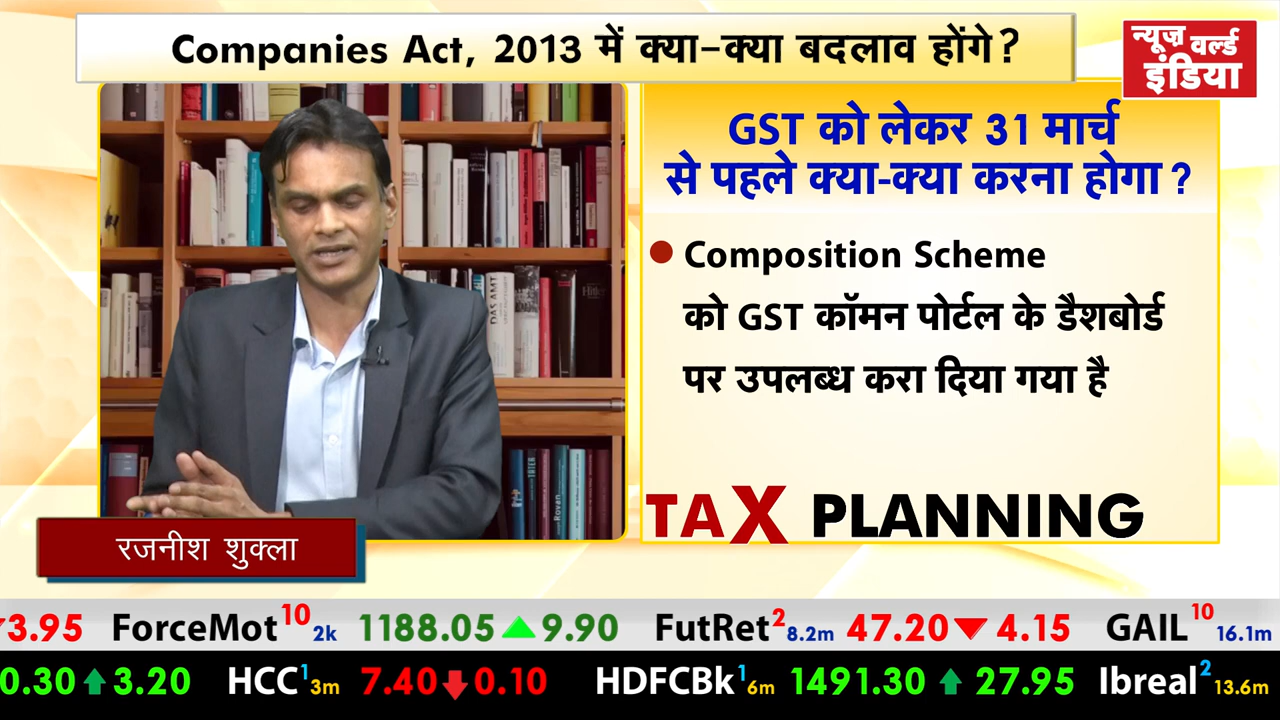 Companies Act, 2013 में क्या-क्या बदलाव होंगे?
न्यूज़ वर्ल्ड
इंडिया
GST को लेकर 31 मार्च
से पहले क्या-क्या करना होगा?
Composition Scheme
को GST कॉमन पोर्टल के डैशबोर्ड
पर उपलब्ध करा दिया गया है
TAX PLANNING
DAS AMT
रजनीश शुक्ला
3.95 ForceMot 10 2k 1188.05 ▲ 9.90 FutRet 2 8.2m 47.20 ▼ 4.15 GAIL 10 16.1m
0.30 ⬆ 3.20 HCC 1 3m 7.40 ⬇ 0.10 HDFCBk 1 6m 1491.30 ⬆ 27.95 Ibreal 2 13.6m